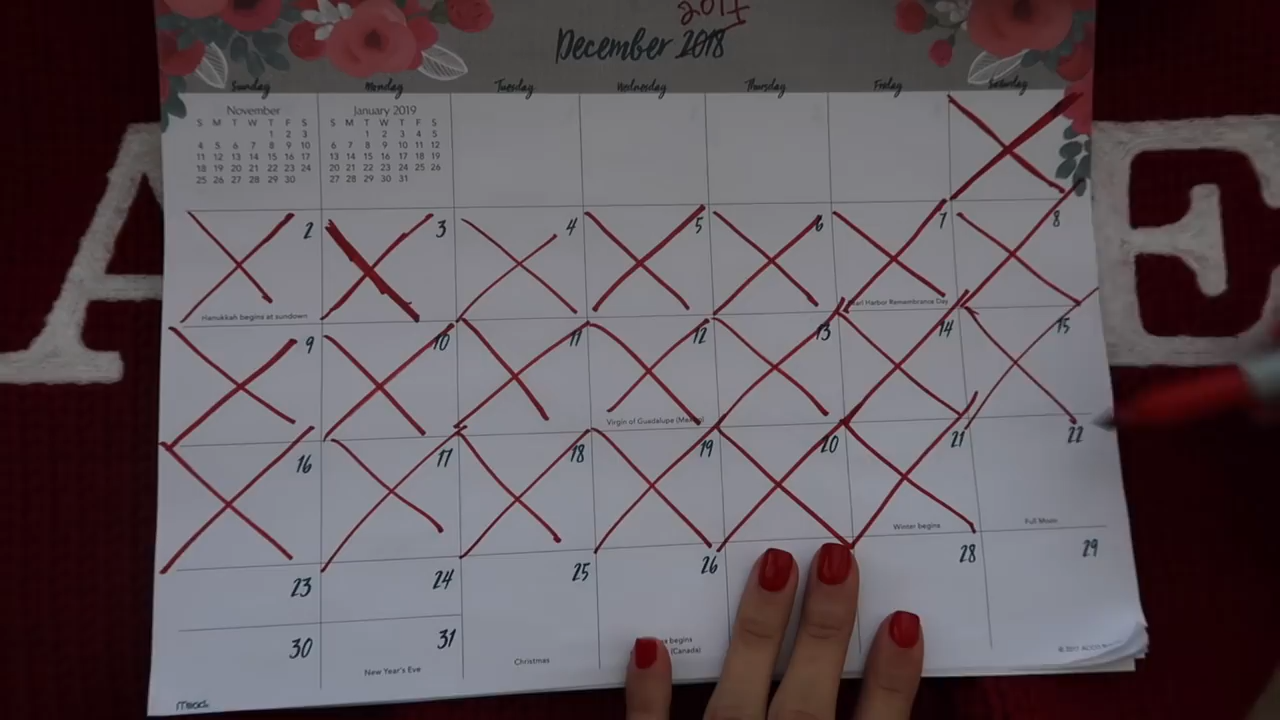 2017
December 2018
Sunday Monday Tuesday Wednesday Thursday Friday Saturday
November January 2019
S M T W T F S S M T W T F S
1 2 3 1 2 3 4 5
4 5 6 7 8 9 10 6 7 8 9 10 11 12
11 12 13 14 15 16 17 13 14 15 16 17 18 19
18 19 20 21 22 23 24 20 21 22 23 24 25 26
25 26 27 28 29 30 27 28 29 30 31
2 3 4 5 6 7 8
Hanukkah begins at sundown Pearl Harbor Remembrance Day
9 10 11 12 13 14 15
Virgin of Guadalupe (Mexico)
16 17 18 19 20 21 22
Winter begins Full Moon
23 24 25 26 28 29
begins
(Canada)
30 31
New Year's Eve Christmas
© 2017 ACCO
mead
A E